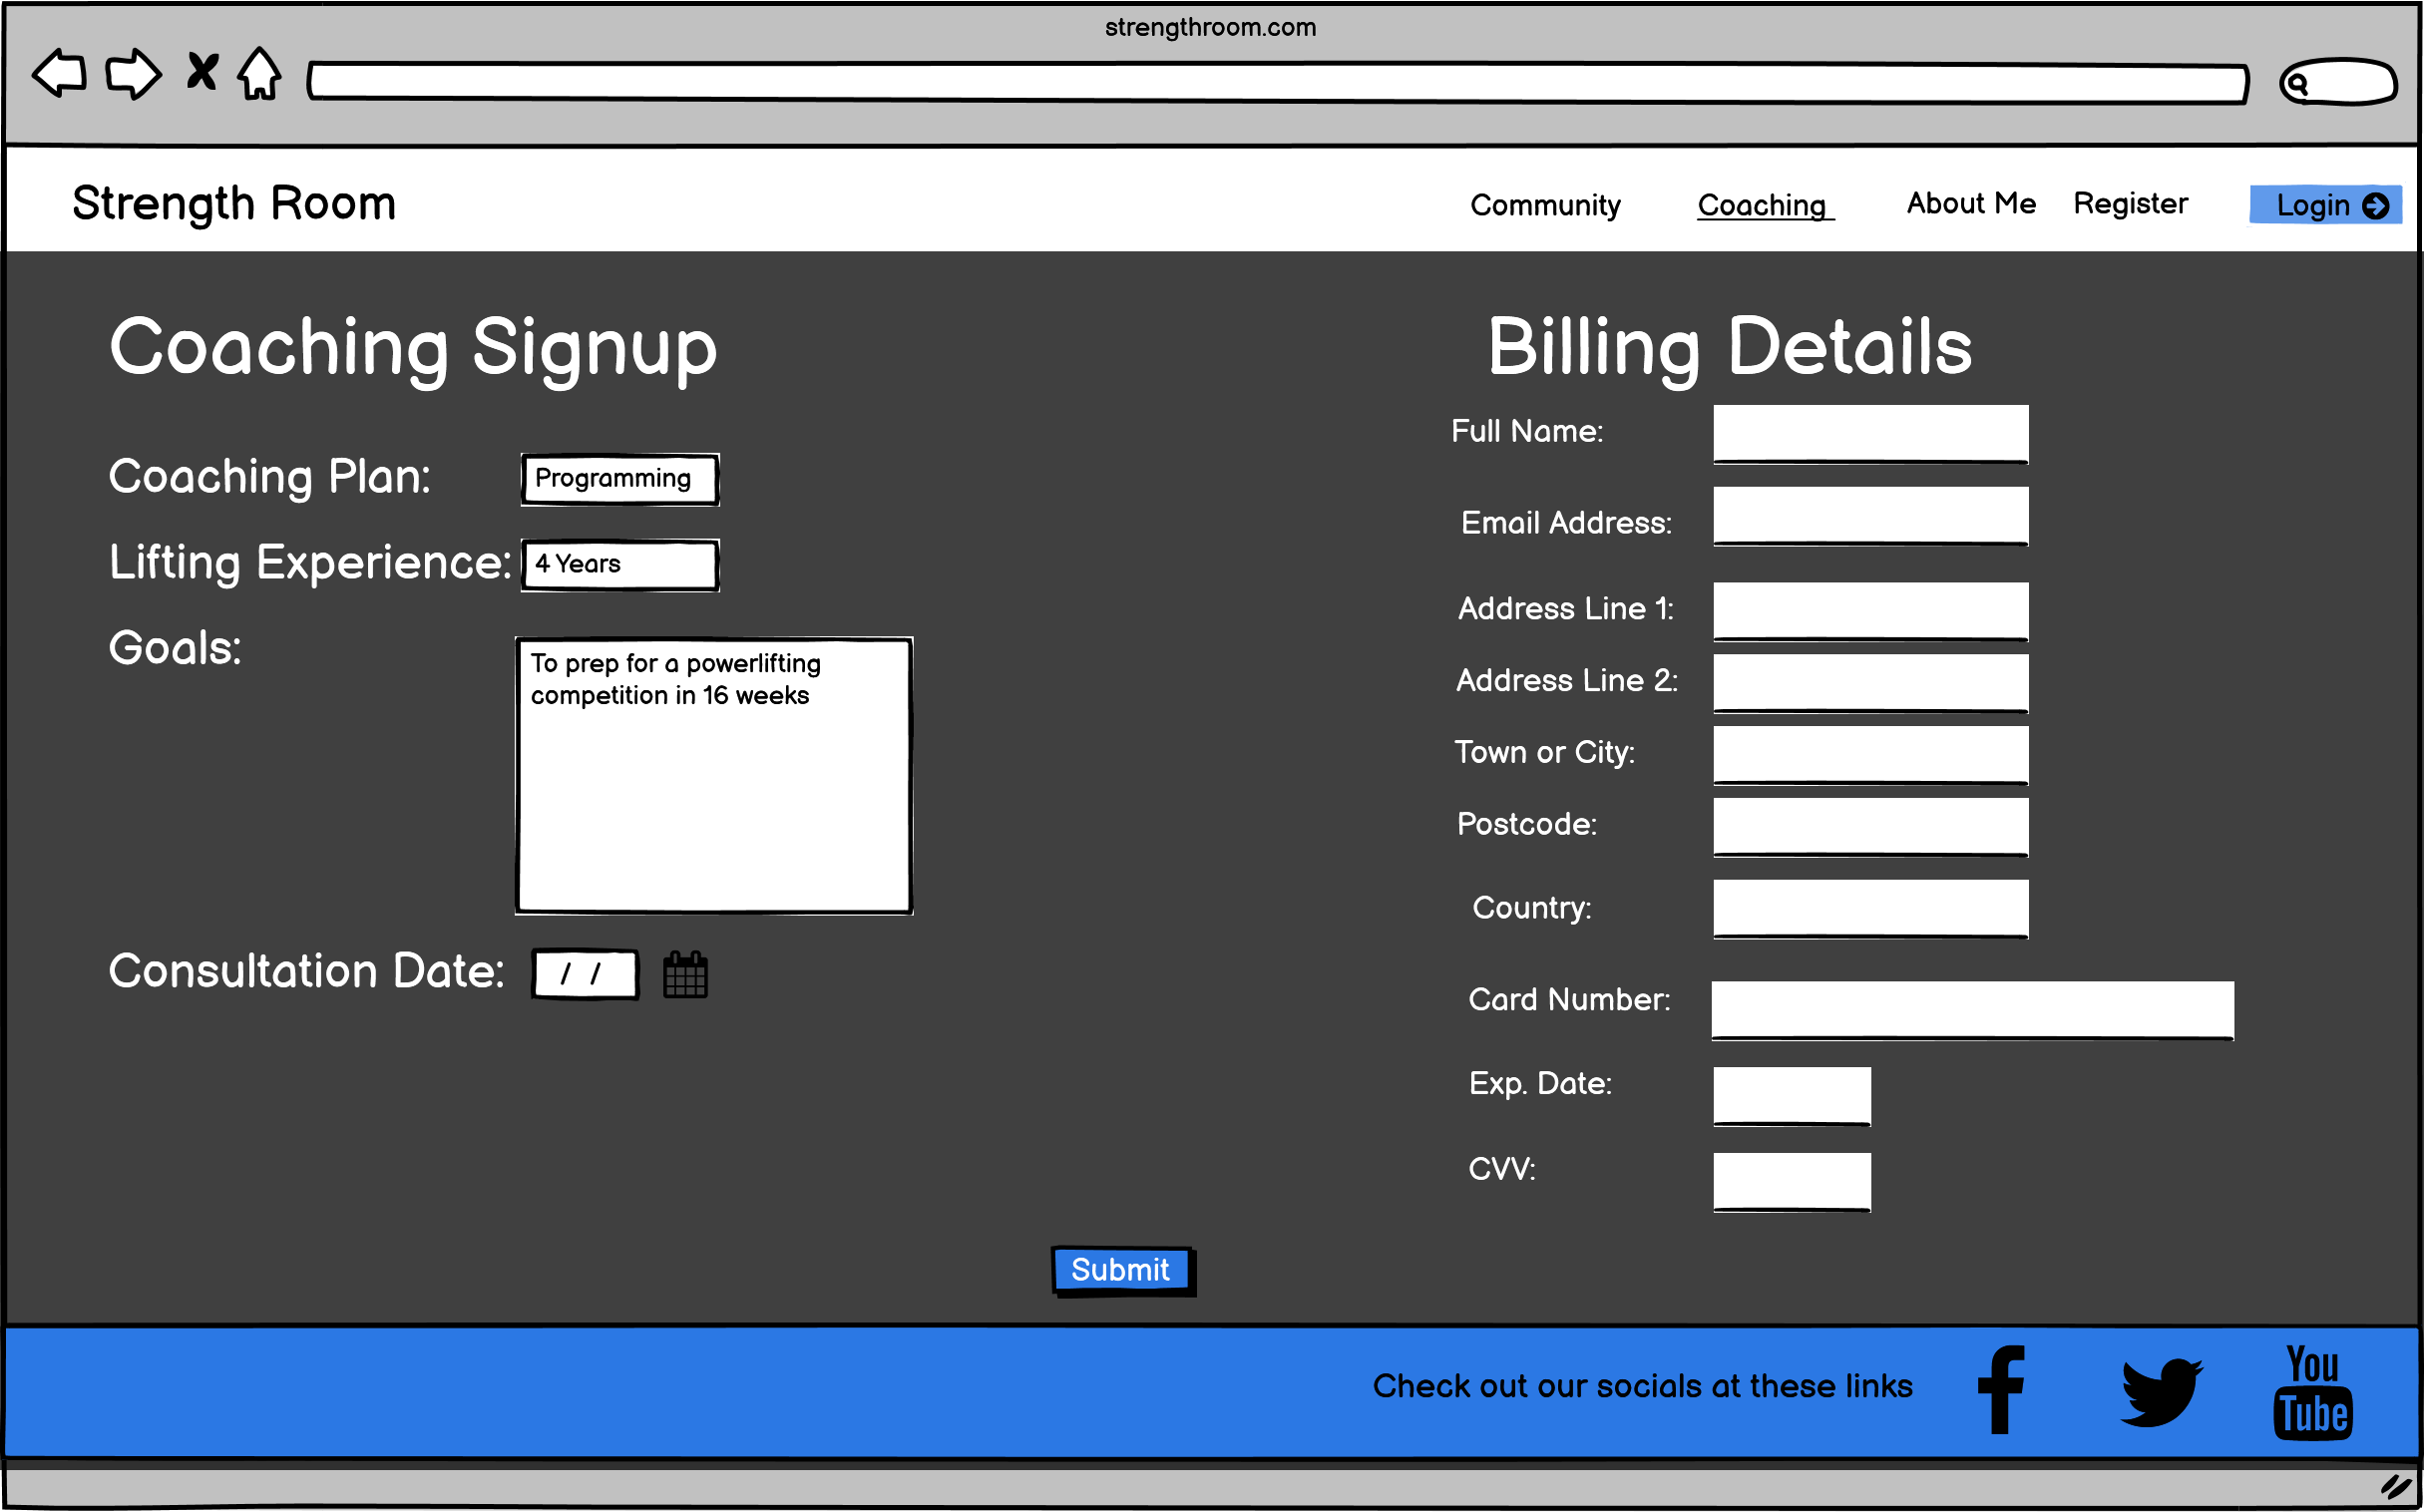 strengthroom.com
Strength Room
Community
Coaching
About Me
Register
Login
Coaching Signup
Coaching Plan:
Programming
Lifting Experience:
4 Years
Goals:
To prep for a powerlifting
competition in 16 weeks
Consultation Date:
/ /
Billing Details
Full Name:
Email Address:
Address Line 1:
Address Line 2:
Town or City:
Postcode:
Country:
Card Number:
Exp. Date:
CVV:
Submit
Check out our socials at these links
You
Tube